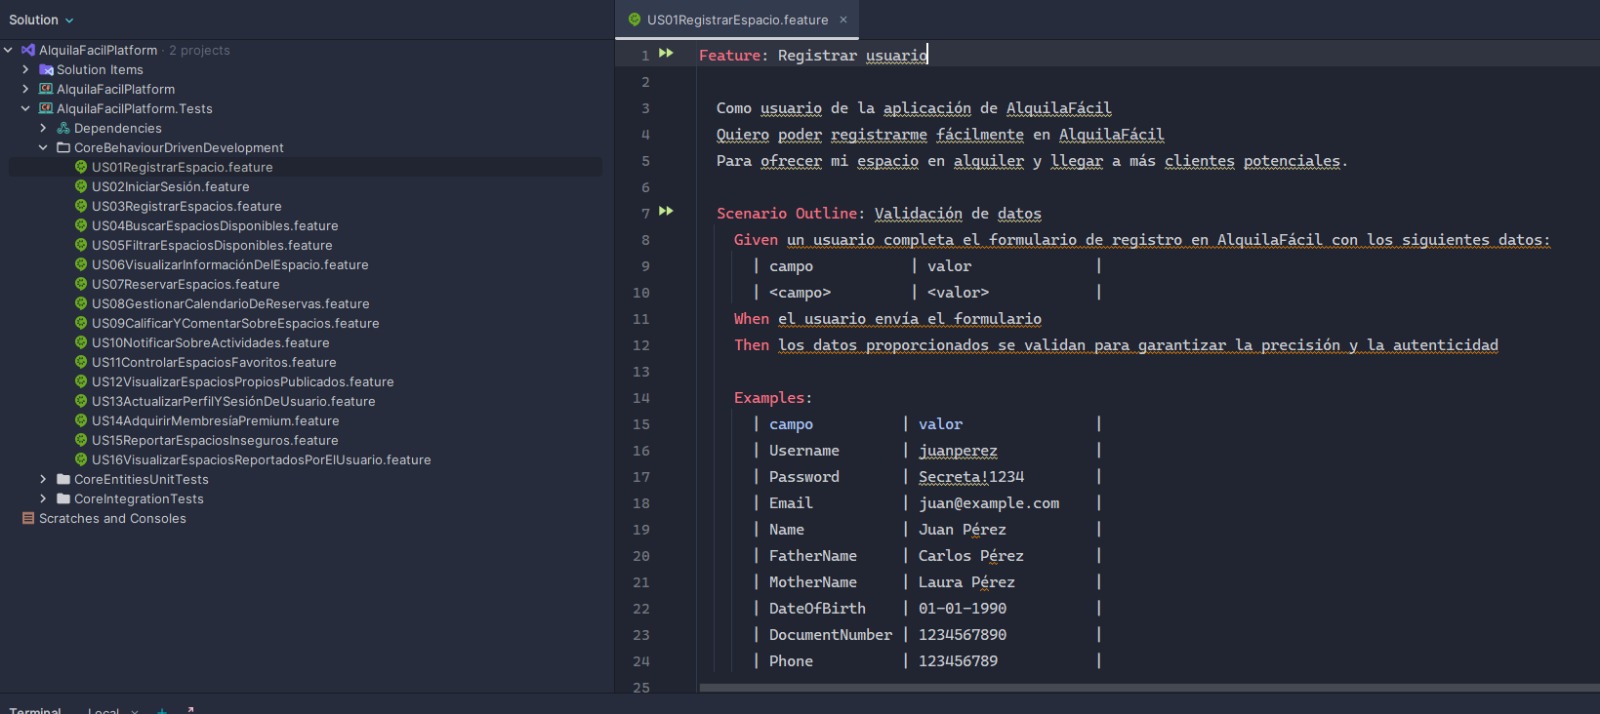 Solution
AlquilaFacilPlatform · 2 projects
Solution Items
AlquilaFacilPlatform
AlquilaFacilPlatform.Tests
Dependencies
CoreBehaviourDrivenDevelopment
US01RegistrarEspacio.feature
US02IniciarSesión.feature
US03RegistrarEspacios.feature
US04BuscarEspaciosDisponibles.feature
US05FiltrarEspaciosDisponibles.feature
US06VisualizarInformaciónDelEspacio.feature
US07ReservarEspacios.feature
US08GestionarCalendarioDeReservas.feature
US09CalificarYComentarSobreEspacios.feature
US10NotificarSobreActividades.feature
US11ControlarEspaciosFavoritos.feature
US12VisualizarEspaciosPropiosPublicados.feature
US13ActualizarPerfilYSesiónDeUsuario.feature
US14AdquirirMembresíaPremium.feature
US15ReportarEspaciosInseguros.feature
US16VisualizarEspaciosReportadosPorElUsuario.feature
CoreEntitiesUnitTests
CoreIntegrationTests
Scratches and Consoles
US01RegistrarEspacio.feature ×
1 Feature: Registrar usuario
2
3 Como usuario de la aplicación de AlquilaFácil
4 Quiero poder registrarme fácilmente en AlquilaFácil
5 Para ofrecer mi espacio en alquiler y llegar a más clientes potenciales.
6
7 Scenario Outline: Validación de datos
8 Given un usuario completa el formulario de registro en AlquilaFácil con los siguientes datos:
9 | campo | valor |
10 | <campo> | <valor> |
11 When el usuario envía el formulario
12 Then los datos proporcionados se validan para garantizar la precisión y la autenticidad
13
14 Examples:
15 | campo | valor |
16 | Username | juanperez |
17 | Password | Secreta!1234 |
18 | Email | juan@example.com |
19 | Name | Juan Pérez |
20 | FatherName | Carlos Pérez |
21 | MotherName | Laura Pérez |
22 | DateOfBirth | 01-01-1990 |
23 | DocumentNumber | 1234567890 |
24 | Phone | 123456789 |
25
Terminal Local × +